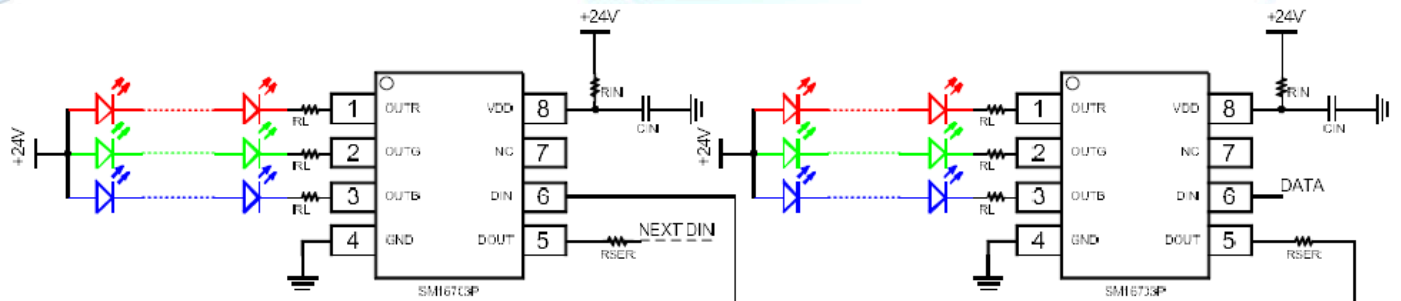 +24V
+24V
RIN
RIN
1 OUTR VDD 8
1 OUTR VDD 8
RL
CIN
RL
CIN
+24V
2 OUTG NC 7
+24V
2 OUTG NC 7
RL
RL
3 OUTB DIN 6
3 OUTB DIN 6
DATA
RL
RL
4 GND DOUT 5
NEXT DIN
4 GND DOUT 5
RSER
RSER